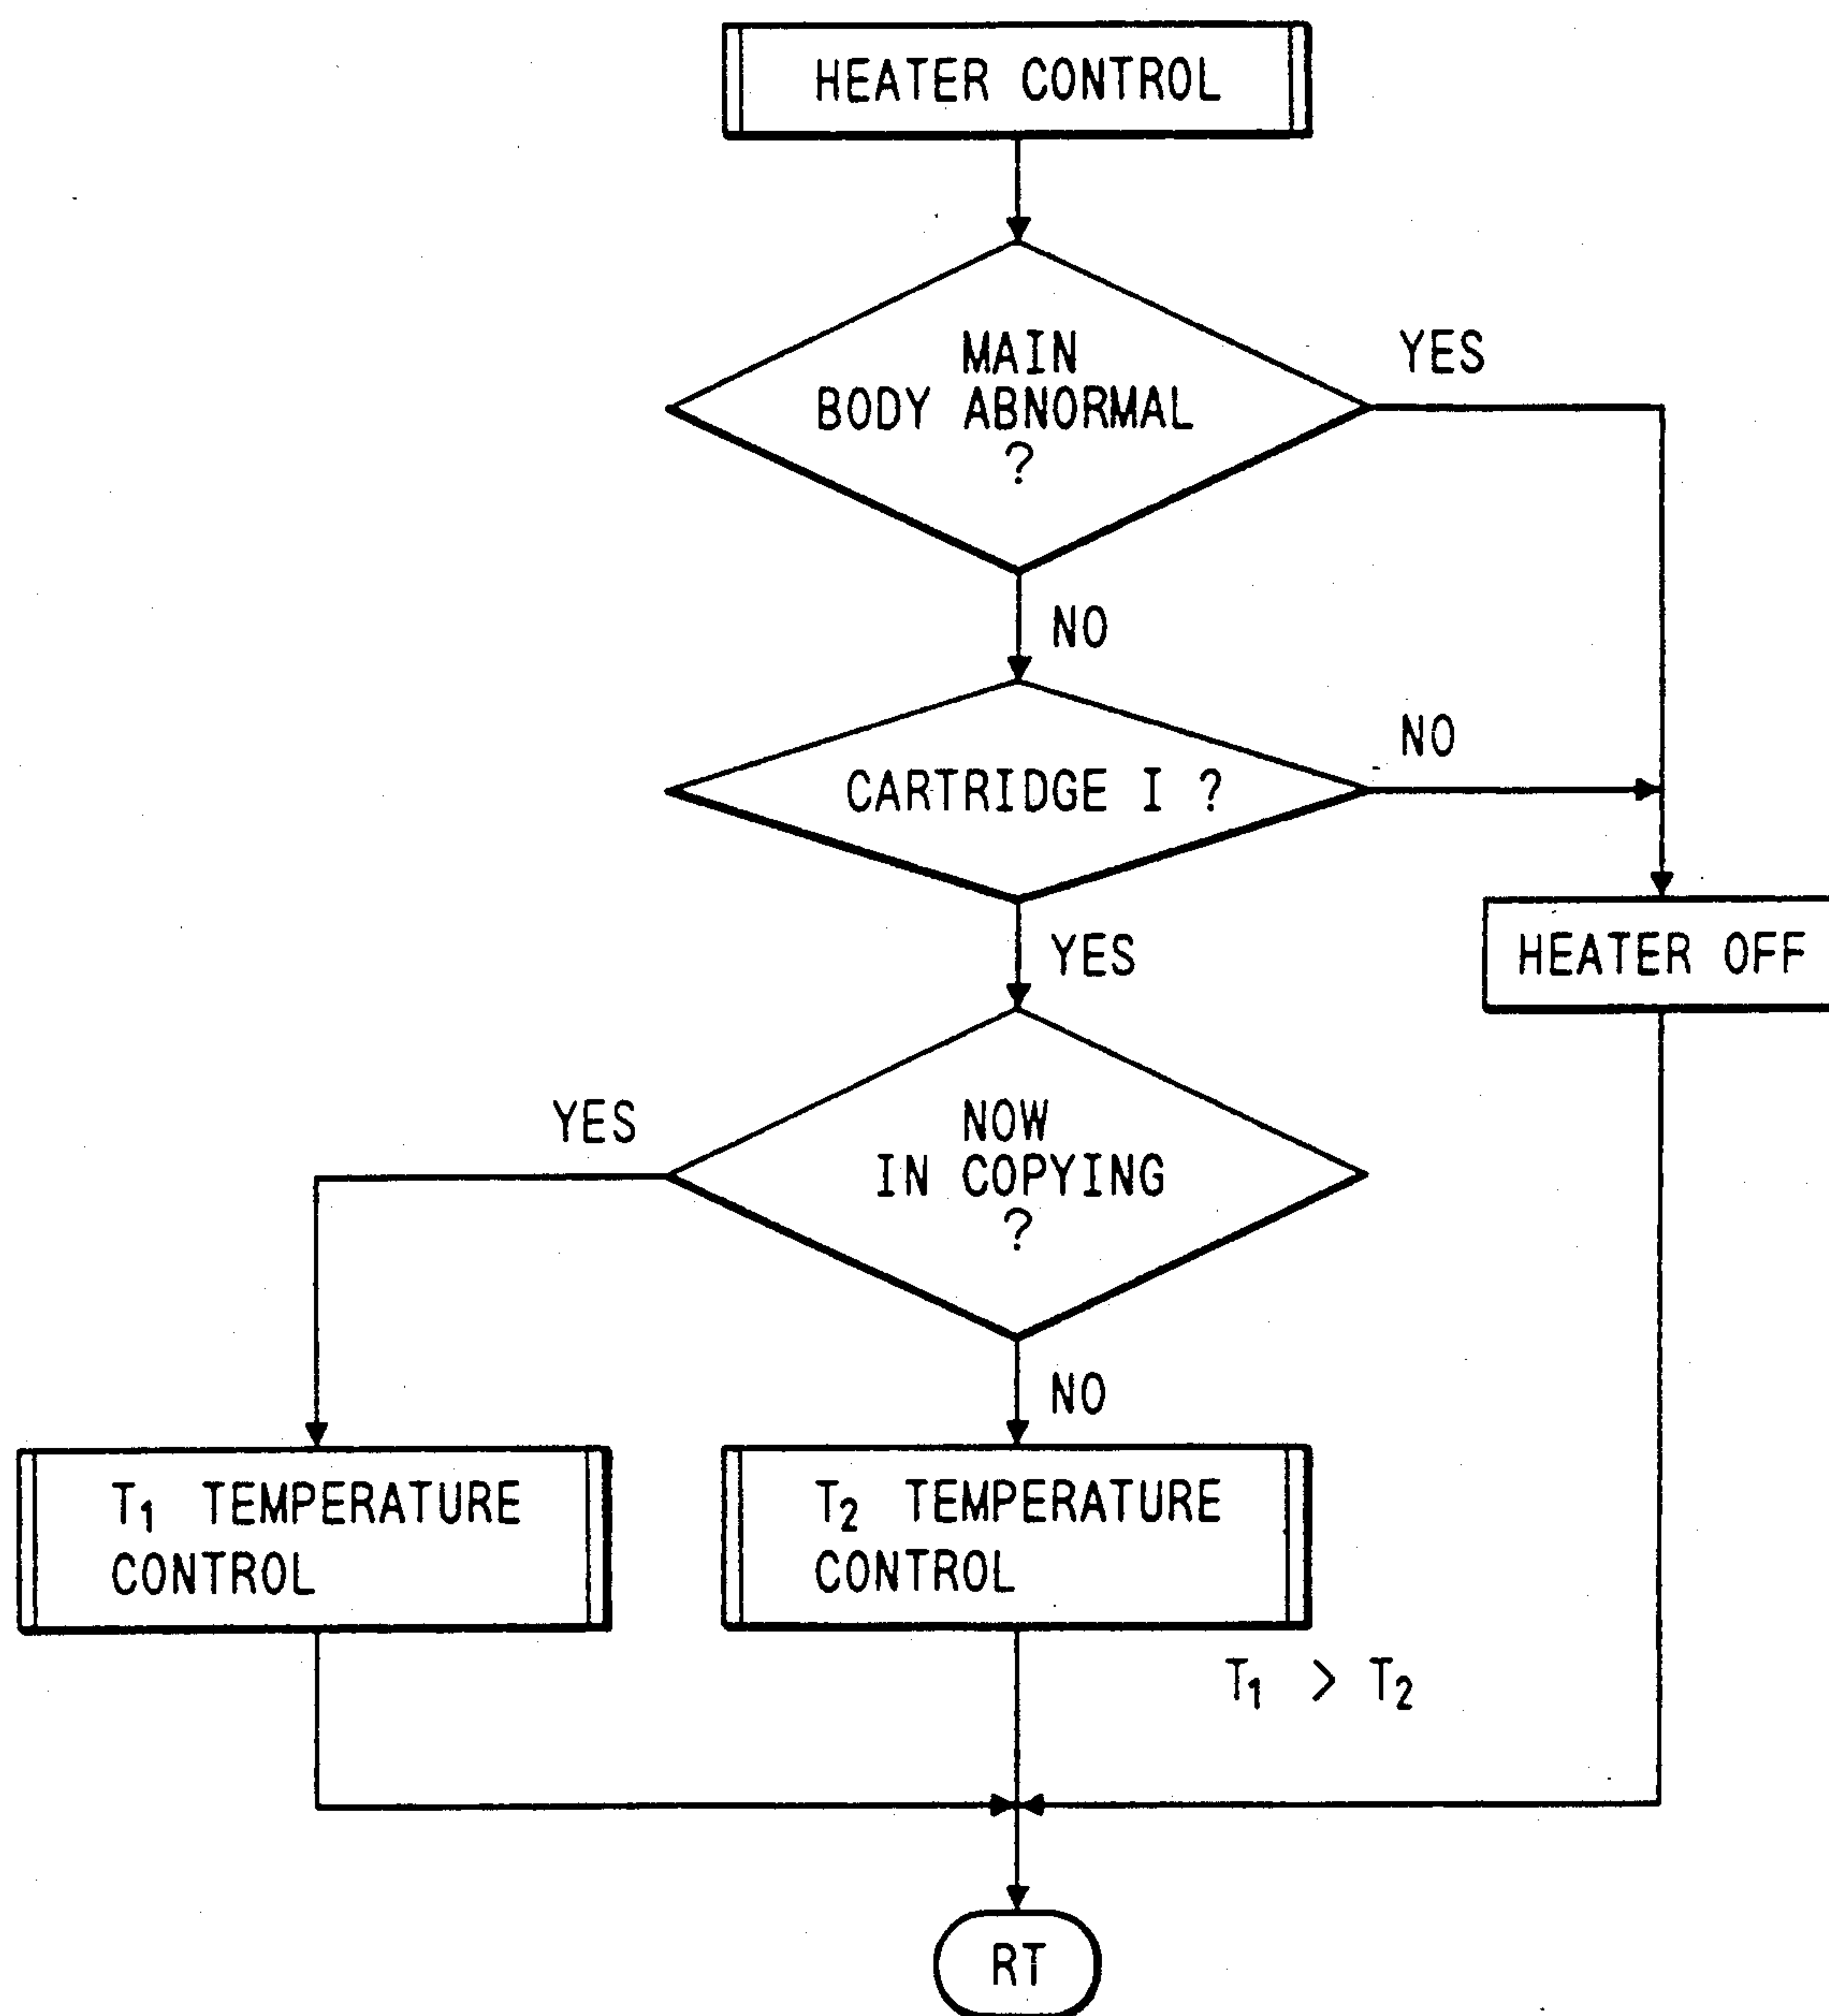 HEATER CONTROL
MAIN
BODY ABNORMAL
?
YES
NO
CARTRIDGE I ?
NO
YES
HEATER OFF
NOW
IN COPYING
?
YES
NO
T₁ TEMPERATURE
CONTROL
T₂ TEMPERATURE
CONTROL
T₁ > T₂
RT